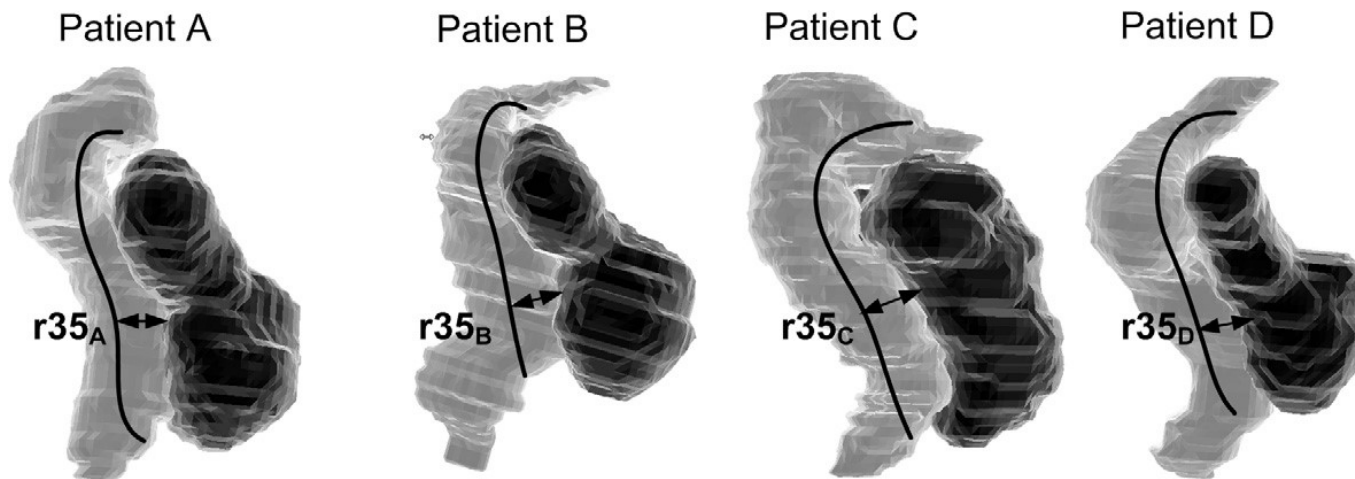 Patient A
Patient B
Patient C
Patient D
r35A
r35B
r35C
r35D